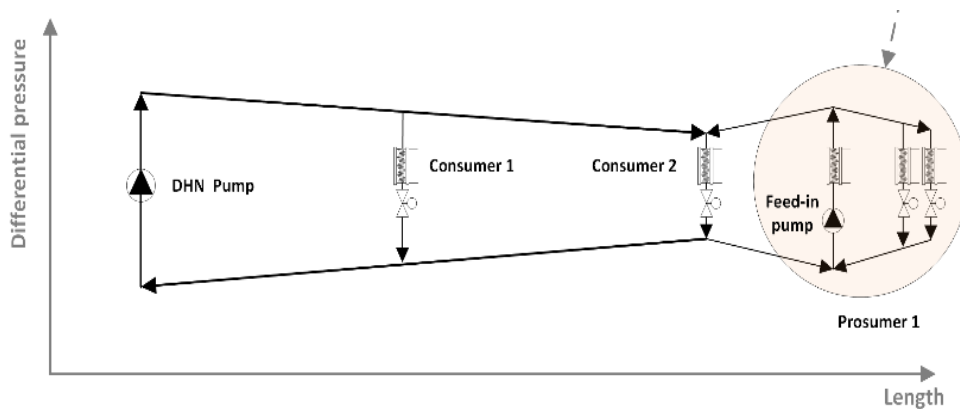 Differential pressure
DHN Pump
Consumer 1
Consumer 2
Feed-in
pump
Prosumer 1
Length